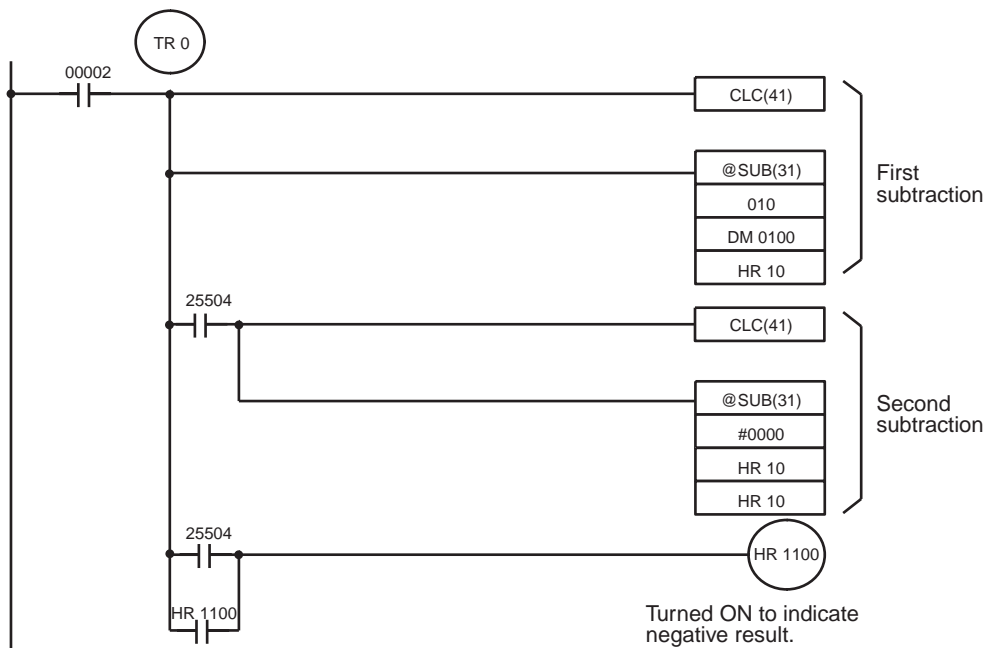 TR 0
00002
CLC(41)
@SUB(31)
010
DM 0100
HR 10
First
subtraction
25504
CLC(41)
@SUB(31)
#0000
HR 10
HR 10
Second
subtraction
25504
HR 1100
HR 1100
Turned ON to indicate
negative result.